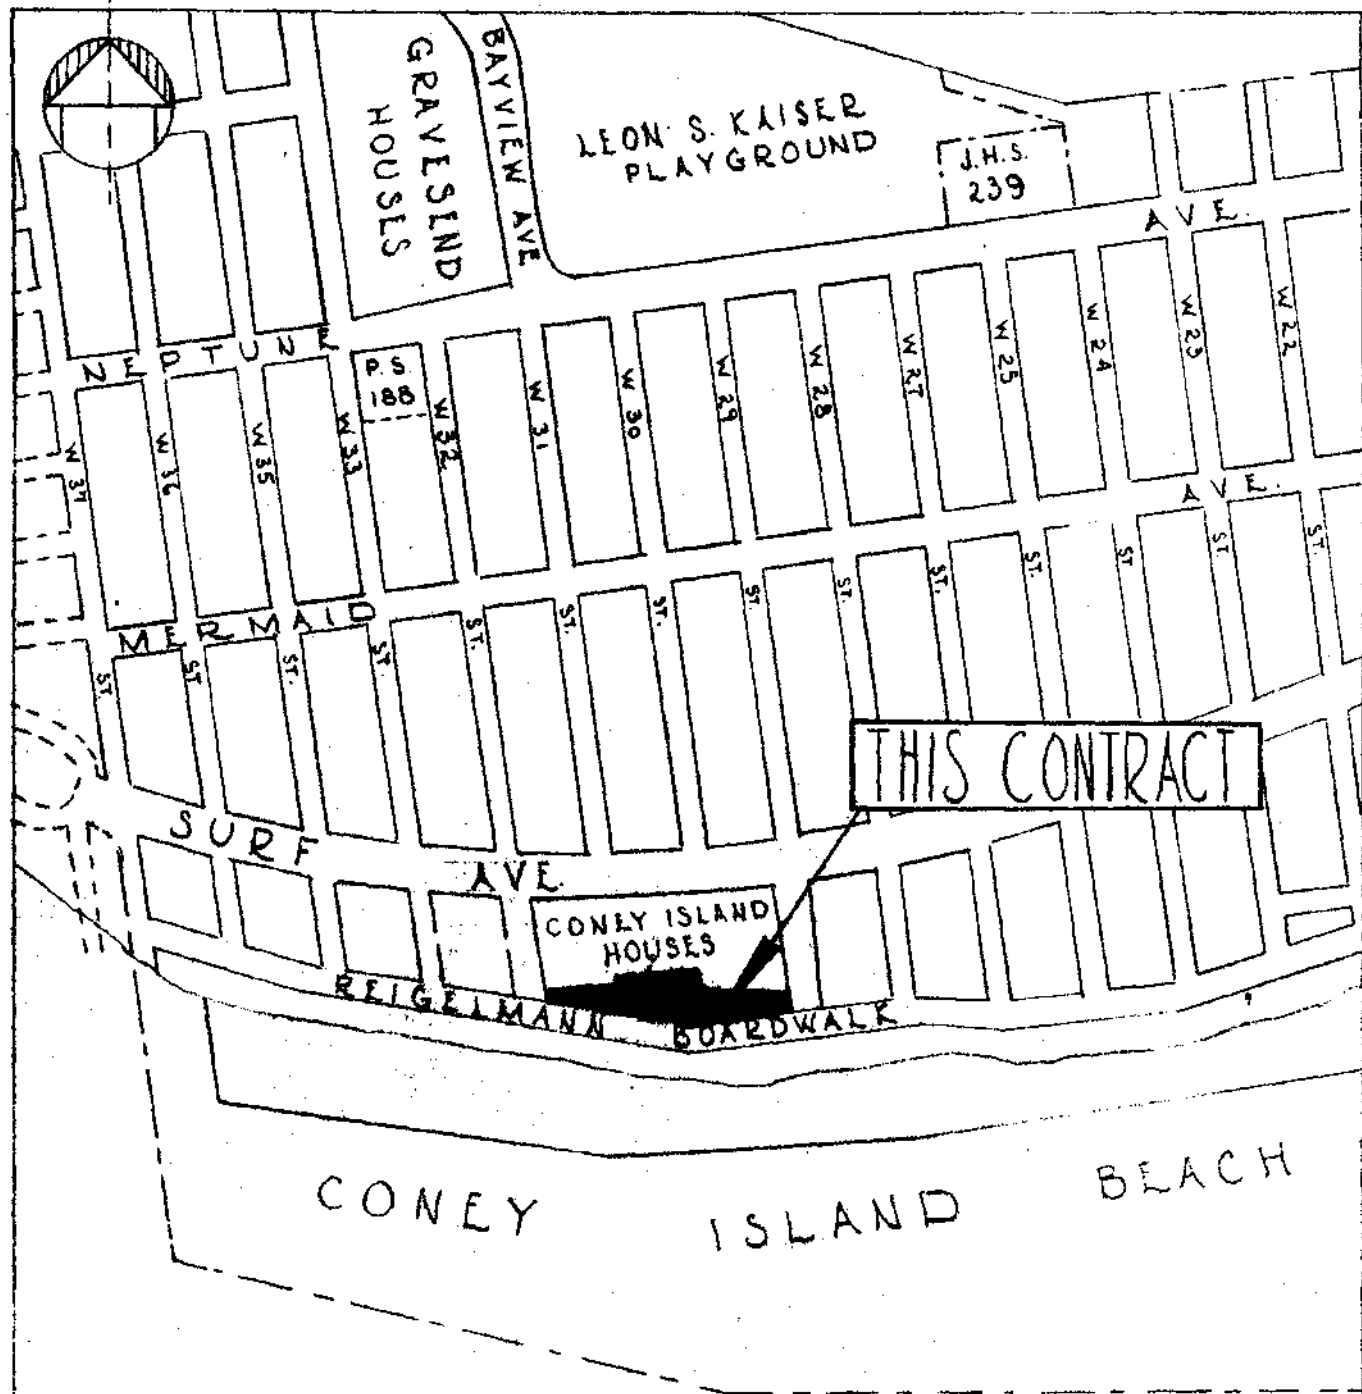 GRAVESEND
HOUSES
BAYVIEW AVE
LEON S. KAISER
PLAYGROUND
J.H.S.
239
NEPTUNE AVE.
P.S.
188
W 37 ST
W 36 ST
W 35 ST.
W 33 ST
W 32 ST.
W 31 ST.
W 30 ST.
W 29 ST.
W 28 ST.
W 27 ST.
W 25 ST.
W 24 ST
W 23 ST
W 22 ST.
MERMAID AVE.
THIS CONTRACT
SURF AVE.
CONEY ISLAND
HOUSES
REIGELMANN BOARDWALK
CONEY ISLAND BEACH